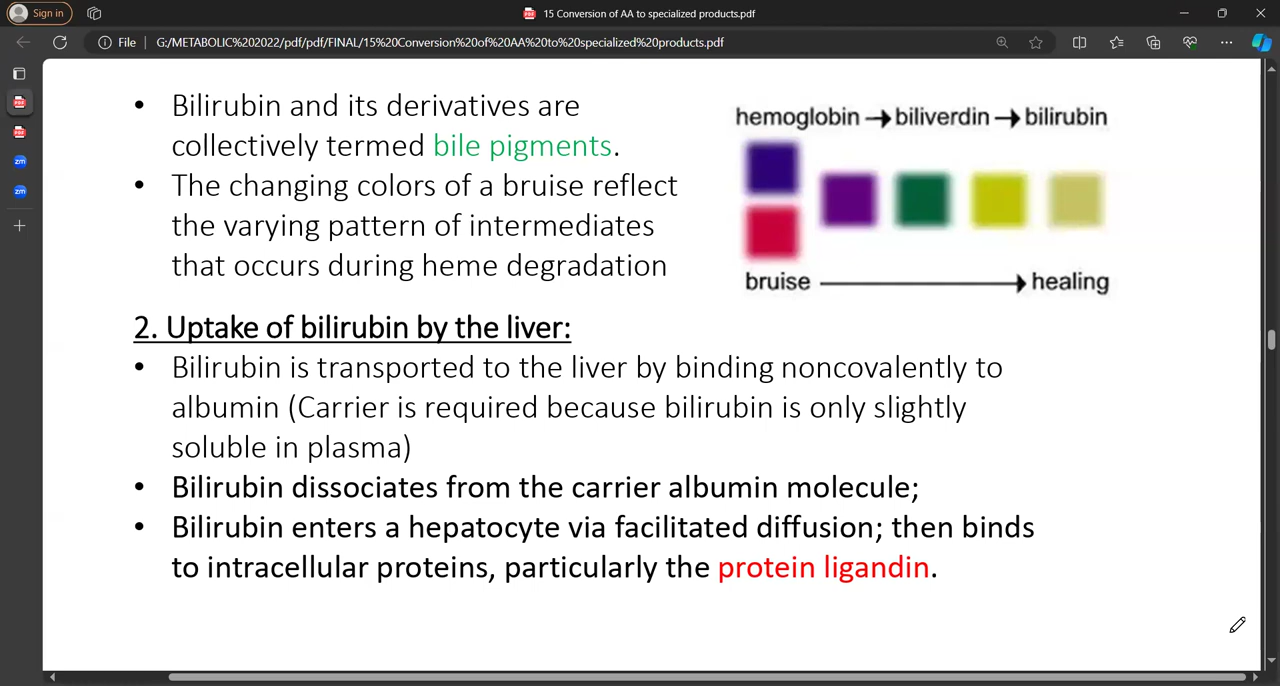 Sign in
15 Conversion of AA to specialized products.pdf
File
G:/METABOLIC%202022/pdf/pdf/FINAL/15%20Conversion%20of%20AA%20to%20specialized%20products.pdf
• Bilirubin and its derivatives are
collectively termed bile pigments.
• The changing colors of a bruise reflect
the varying pattern of intermediates
that occurs during heme degradation
hemoglobin → biliverdin → bilirubin
bruise → healing
2. Uptake of bilirubin by the liver:
• Bilirubin is transported to the liver by binding noncovalently to
albumin (Carrier is required because bilirubin is only slightly
soluble in plasma)
• Bilirubin dissociates from the carrier albumin molecule;
• Bilirubin enters a hepatocyte via facilitated diffusion; then binds
to intracellular proteins, particularly the protein ligandin.
PDF
PDF
zm
zm